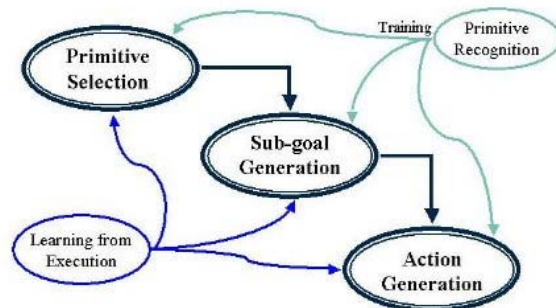 Training
Primitive
Recognition
Primitive
Selection
Sub-goal
Generation
Learning from
Execution
Action
Generation